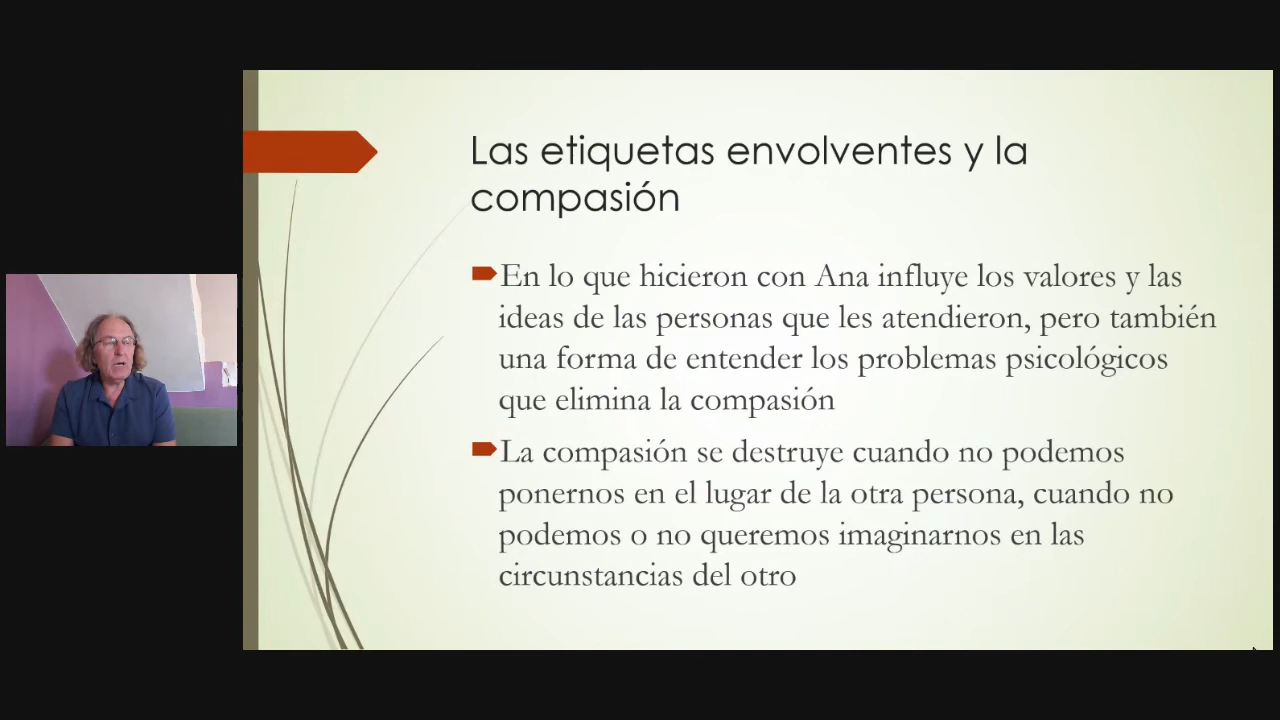 Las etiquetas envolventes y la
compasión
En lo que hicieron con Ana influye los valores y las
ideas de las personas que les atendieron, pero también
una forma de entender los problemas psicológicos
que elimina la compasión
La compasión se destruye cuando no podemos
ponernos en el lugar de la otra persona, cuando no
podemos o no queremos imaginarnos en las
circunstancias del otro